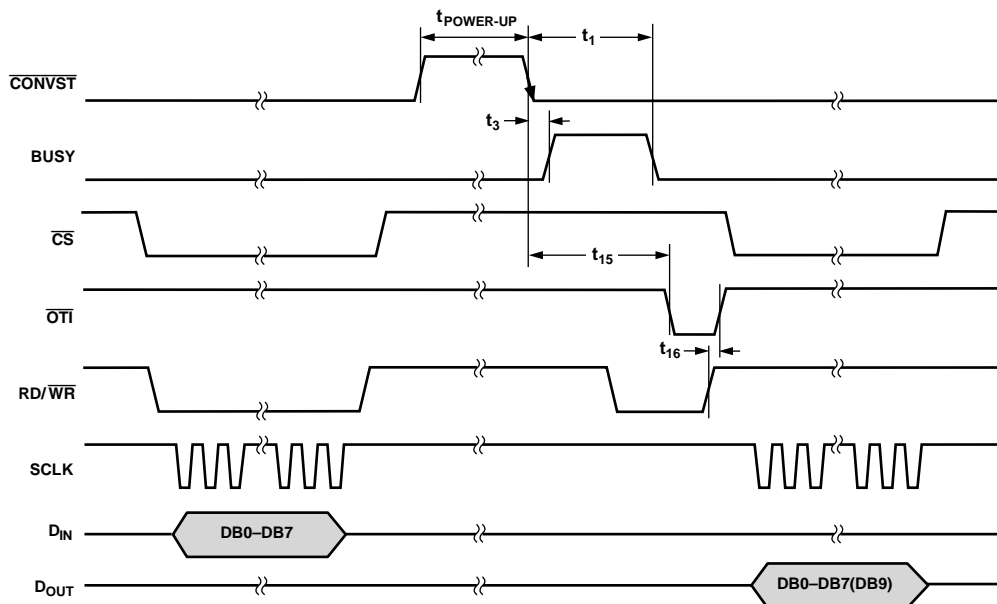 tPOWER-UP
t1
CONVST
t3
BUSY
CS
t15
OTI
t16
RD/WR
SCLK
DIN
DB0–DB7
DOUT
DB0–DB7(DB9)